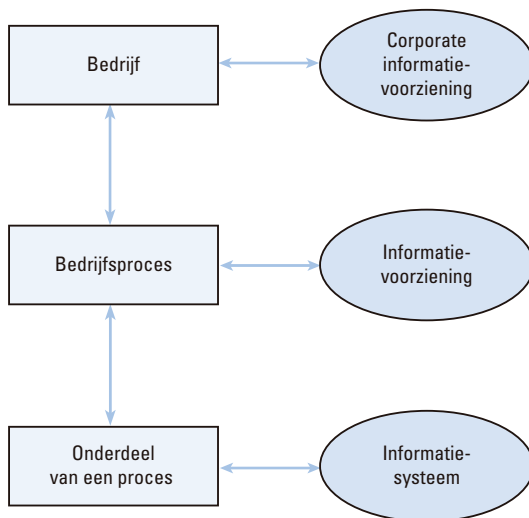 Bedrijf
Corporate
informatie-
voorziening
Bedrijfsproces
Informatie-
voorziening
Onderdeel
van een proces
Informatie-
systeem